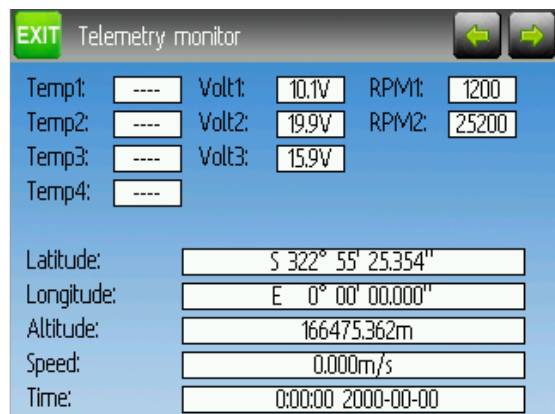 EXIT Telemetry monitor
Temp1: ---- Volt1: 10.1V RPM1: 1200
Temp2: ---- Volt2: 19.9V RPM2: 25200
Temp3: ---- Volt3: 15.9V
Temp4: ----
Latitude: S 322° 55' 25.354"
Longitude: E 0° 00' 00.000"
Altitude: 166475.362m
Speed: 0.000m/s
Time: 0:00:00 2000-00-00